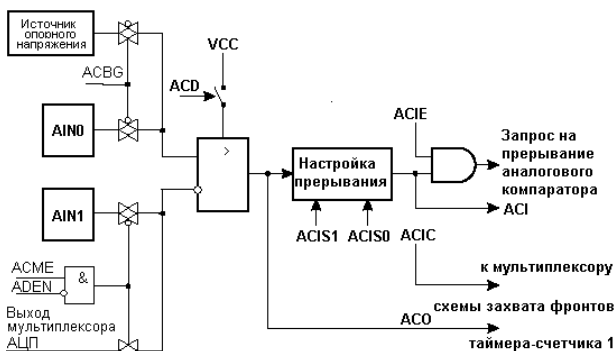 Источник
опорного
напряжения
ACBG
AIN0
AIN1
ACME
ADEN
&
Выход
мультиплексора
АЦП
VCC
ACD
>
Настройка
прерывания
ACIS1 ACIS0
ACIE
Запрос на
прерывание
аналогового
компаратора
ACI
ACIC
к мультиплексору
схемы захвата фронтов
ACO
таймера-счетчика 1